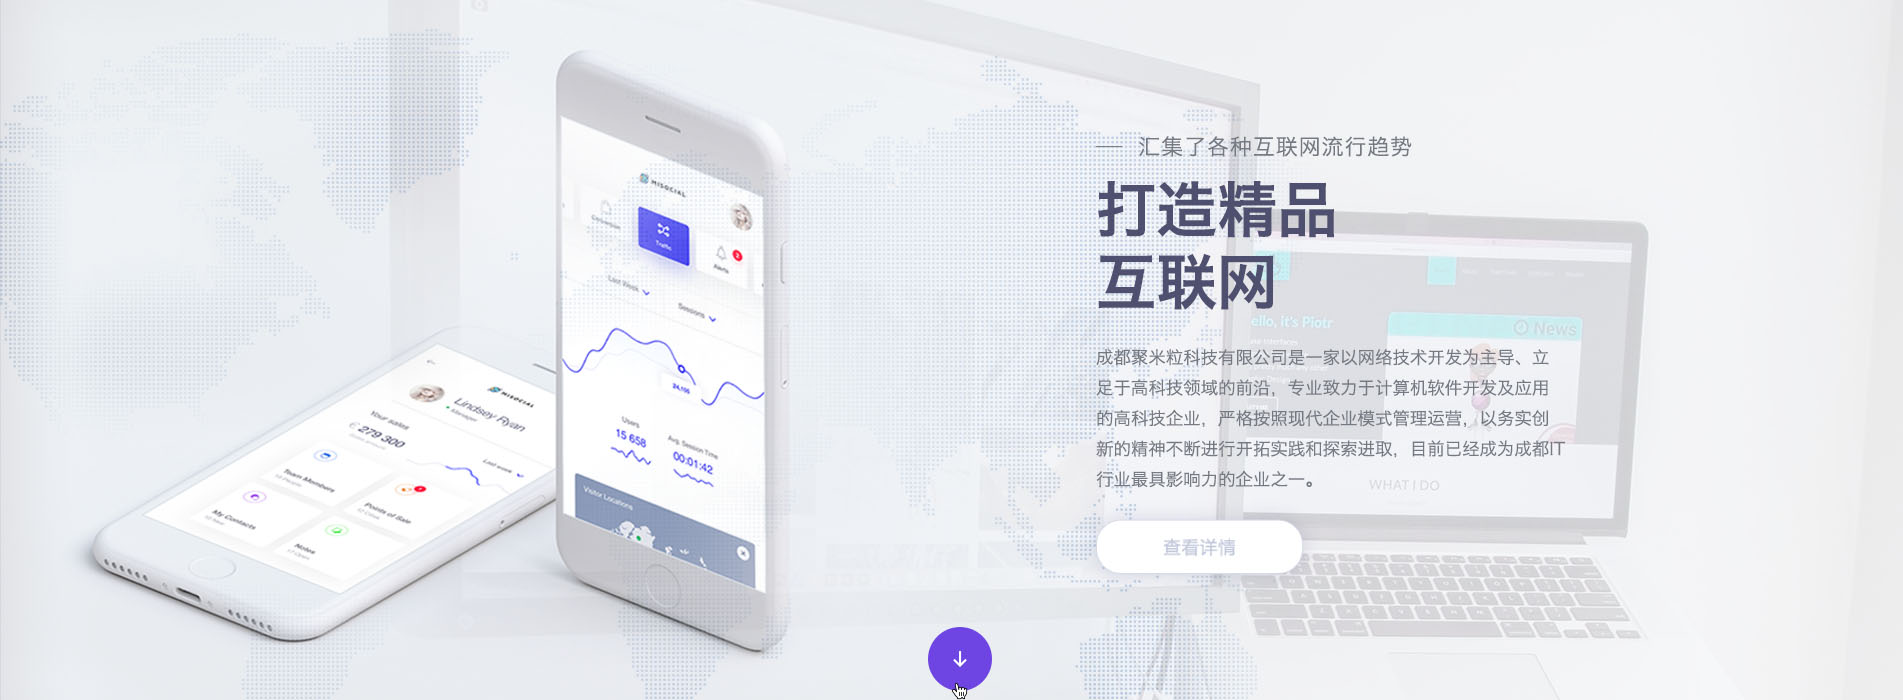 汇集了各种互联网流行趋势
打造精品
互联网
成都聚米粒科技有限公司是一家以网络技术开发为主导、立
足于高科技领域的前沿，专业致力于计算机软件开发及应用
的高科技企业，严格按照现代企业模式管理运营，以务实创
新的精神不断进行开拓实践和探索进取，目前已经成为成都IT
行业最具影响力的企业之一。
查看详情
MISOCIAL
Conversion
Traffic
2
Alerts
Last Week
Sessions
24,195
Users
15 658
Avg. Session Time
00:01:42
Visitor Locations
MISOCIAL
Lindsey Ryan
Manager
Your sales
€ 279 300
Last week
Team Members
Points of Sale
My Contacts
Notes
ello, it's Piotr
News
WHAT I DO